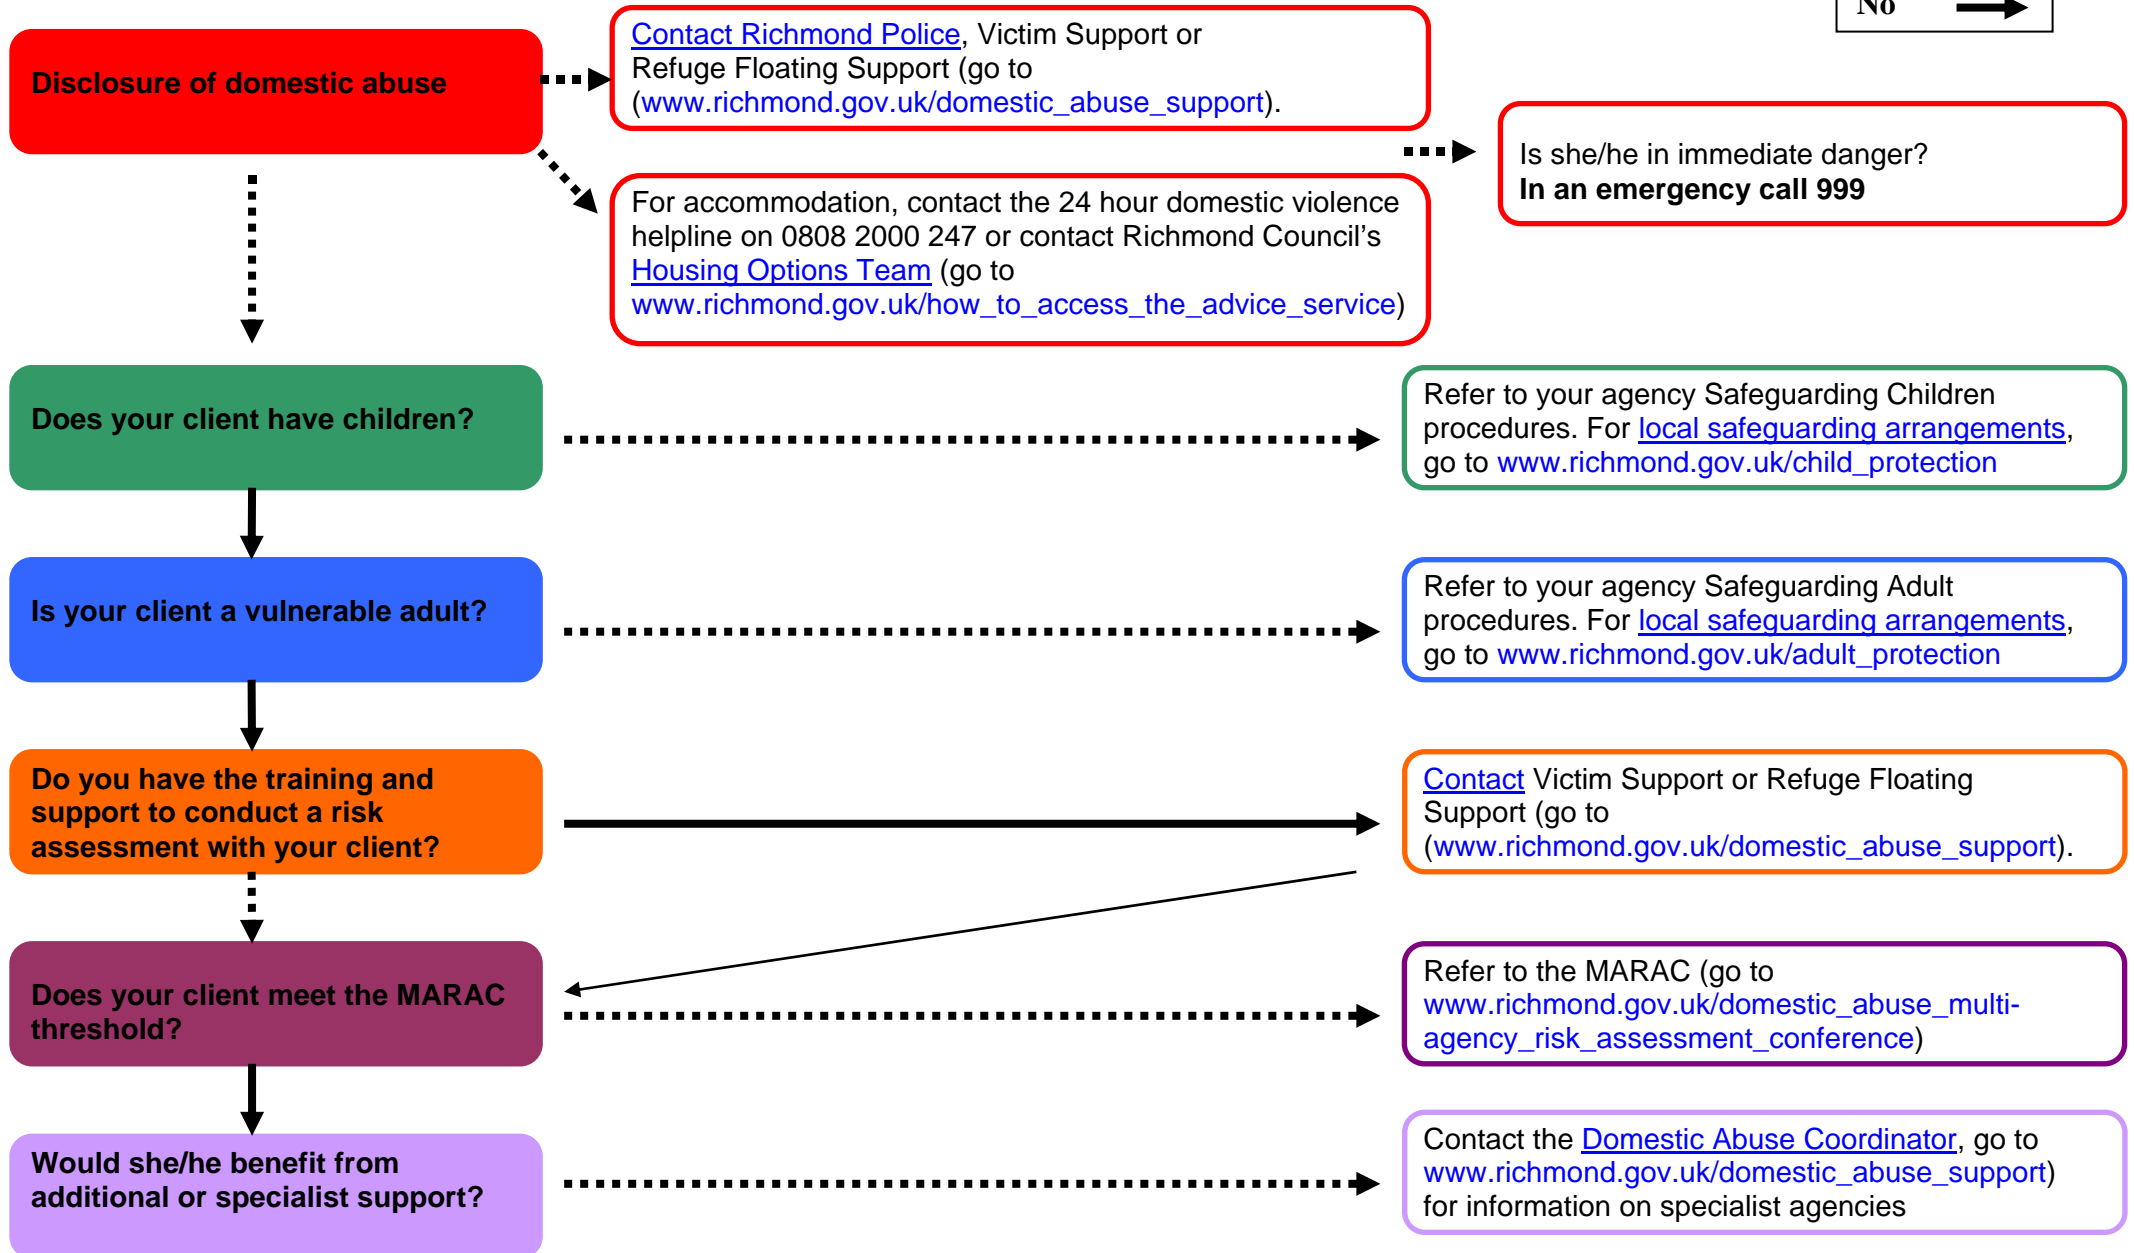 No
Disclosure of domestic abuse
Contact Richmond Police, Victim Support or
Refuge Floating Support (go to
(www.richmond.gov.uk/domestic_abuse_support).
Is she/he in immediate danger?
In an emergency call 999
For accommodation, contact the 24 hour domestic violence
helpline on 0808 2000 247 or contact Richmond Council’s
Housing Options Team (go to
www.richmond.gov.uk/how_to_access_the_advice_service)
Does your client have children?
Refer to your agency Safeguarding Children
procedures. For local safeguarding arrangements,
go to www.richmond.gov.uk/child_protection
Is your client a vulnerable adult?
Refer to your agency Safeguarding Adult
procedures. For local safeguarding arrangements,
go to www.richmond.gov.uk/adult_protection
Do you have the training and
support to conduct a risk
assessment with your client?
Contact Victim Support or Refuge Floating
Support (go to
(www.richmond.gov.uk/domestic_abuse_support).
Does your client meet the MARAC
threshold?
Refer to the MARAC (go to
www.richmond.gov.uk/domestic_abuse_multi-
agency_risk_assessment_conference)
Would she/he benefit from
additional or specialist support?
Contact the Domestic Abuse Coordinator, go to
www.richmond.gov.uk/domestic_abuse_support)
for information on specialist agencies